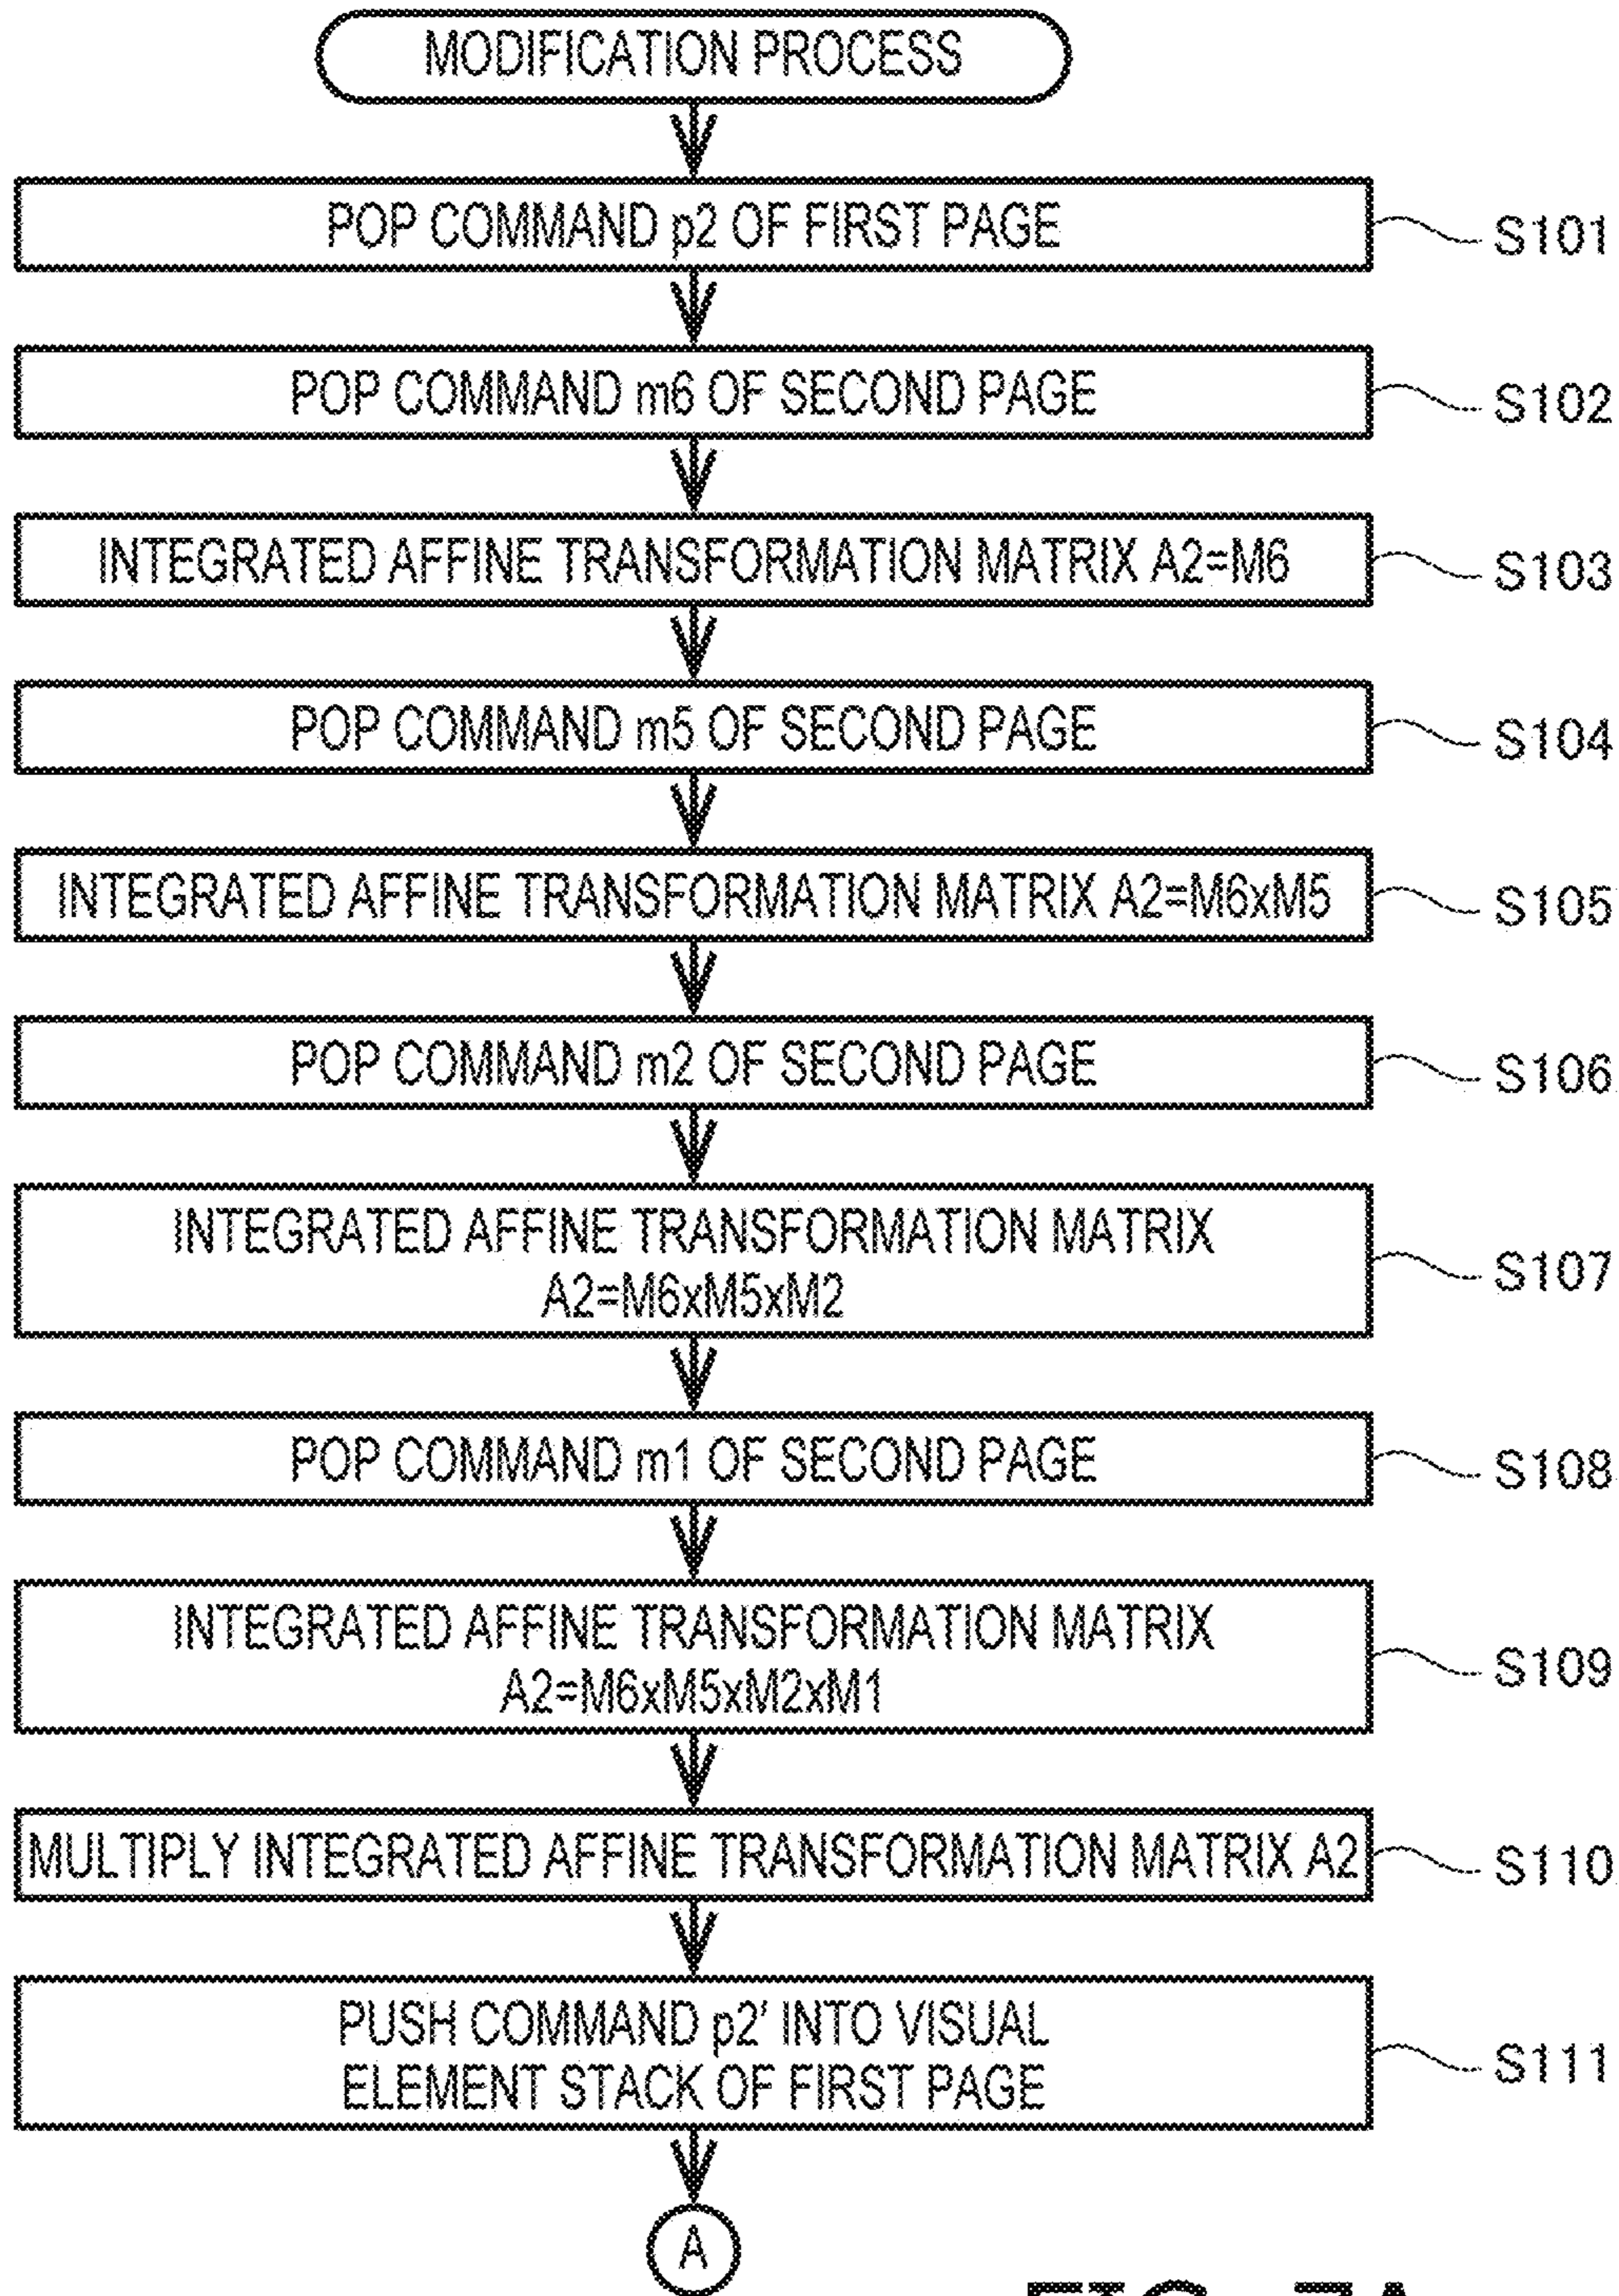 MODIFICATION PROCESS
POP COMMAND p2 OF FIRST PAGE
S101
POP COMMAND m6 OF SECOND PAGE
S102
INTEGRATED AFFINE TRANSFORMATION MATRIX A2=M6
S103
POP COMMAND m5 OF SECOND PAGE
S104
INTEGRATED AFFINE TRANSFORMATION MATRIX A2=M6xM5
S105
POP COMMAND m2 OF SECOND PAGE
S106
INTEGRATED AFFINE TRANSFORMATION MATRIX
A2=M6xM5xM2
S107
POP COMMAND m1 OF SECOND PAGE
S108
INTEGRATED AFFINE TRANSFORMATION MATRIX
A2=M6xM5xM2xM1
S109
MULTIPLY INTEGRATED AFFINE TRANSFORMATION MATRIX A2
S110
PUSH COMMAND p2' INTO VISUAL
ELEMENT STACK OF FIRST PAGE
S111
A